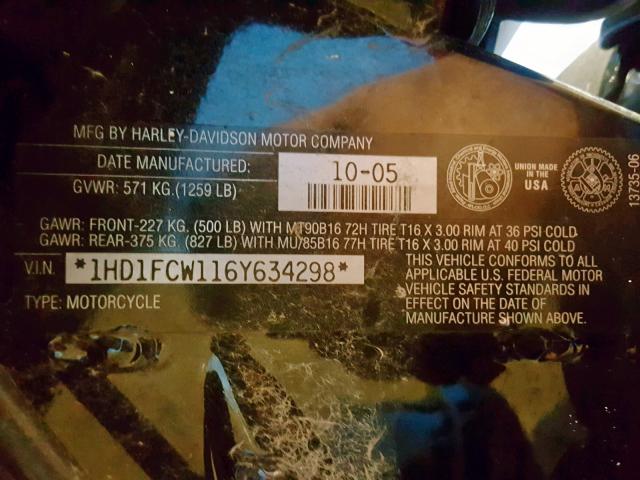 MFG BY HARLEY-DAVIDSON MOTOR COMPANY
DATE MANUFACTURED: 10-05
GVWR: 571 KG.(1259 LB)
UNION MADE
IN THE
USA
13735-06
GAWR: FRONT-227 KG. (500 LB) WITH MT90B16 72H TIRE T16 X 3.00 RIM AT 36 PSI COLD.
GAWR: REAR-375 KG. (827 LB) WITH MU/85B16 77H TIRE T16 X 3.00 RIM AT 40 PSI COLD
V.I.N. *1HD1FCW116Y634298*
THIS VEHICLE CONFORMS TO ALL
APPLICABLE U.S. FEDERAL MOTOR
VEHICLE SAFETY STANDARDS IN
EFFECT ON THE DATE OF
MANUFACTURE SHOWN ABOVE.
TYPE: MOTORCYCLE